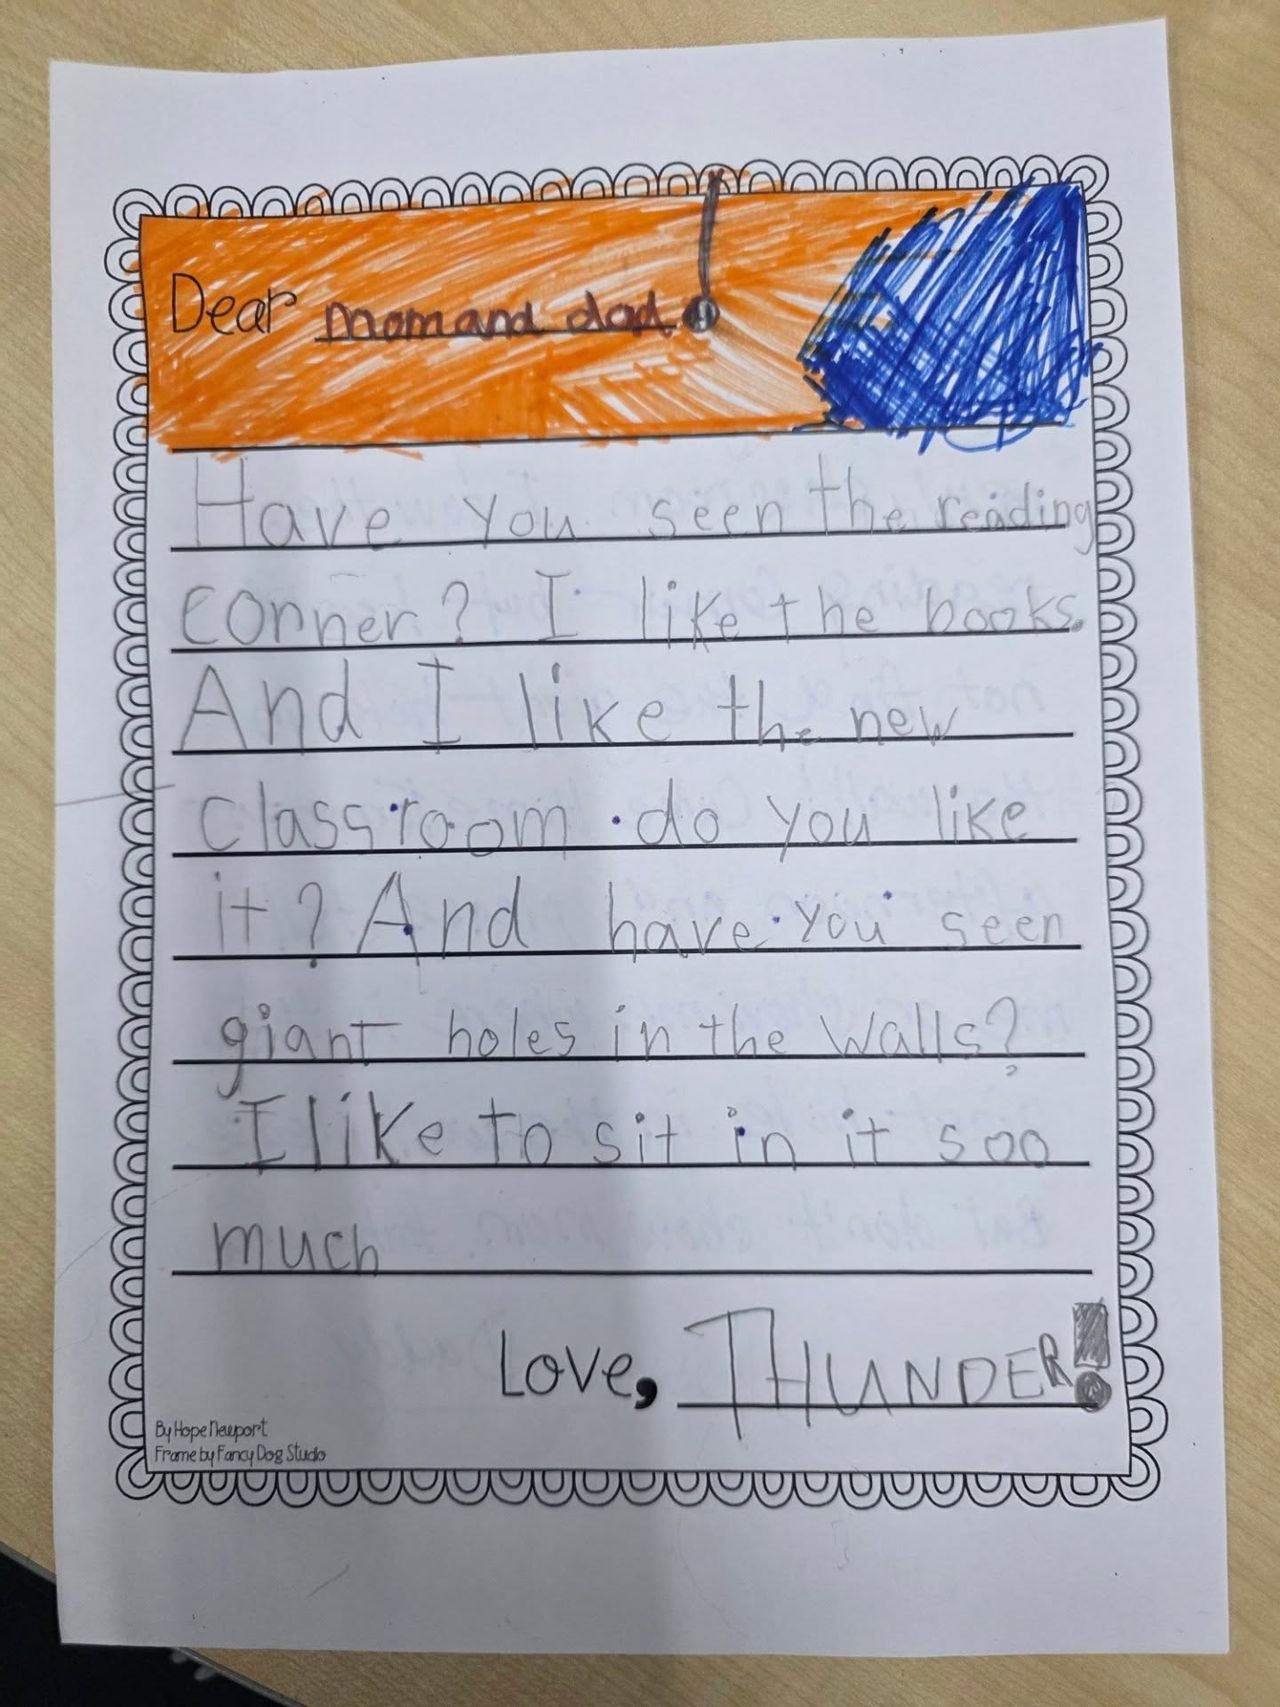 Dear mom and dad!
Have you seen the reading
corner? I like the books.
And I like the new
classroom. do you like
it? And have you seen
giant holes in the walls?
I like to sit in it soo
much
Love, THUNDER!
By Hope Newport
Frame by Fancy Dog Studio